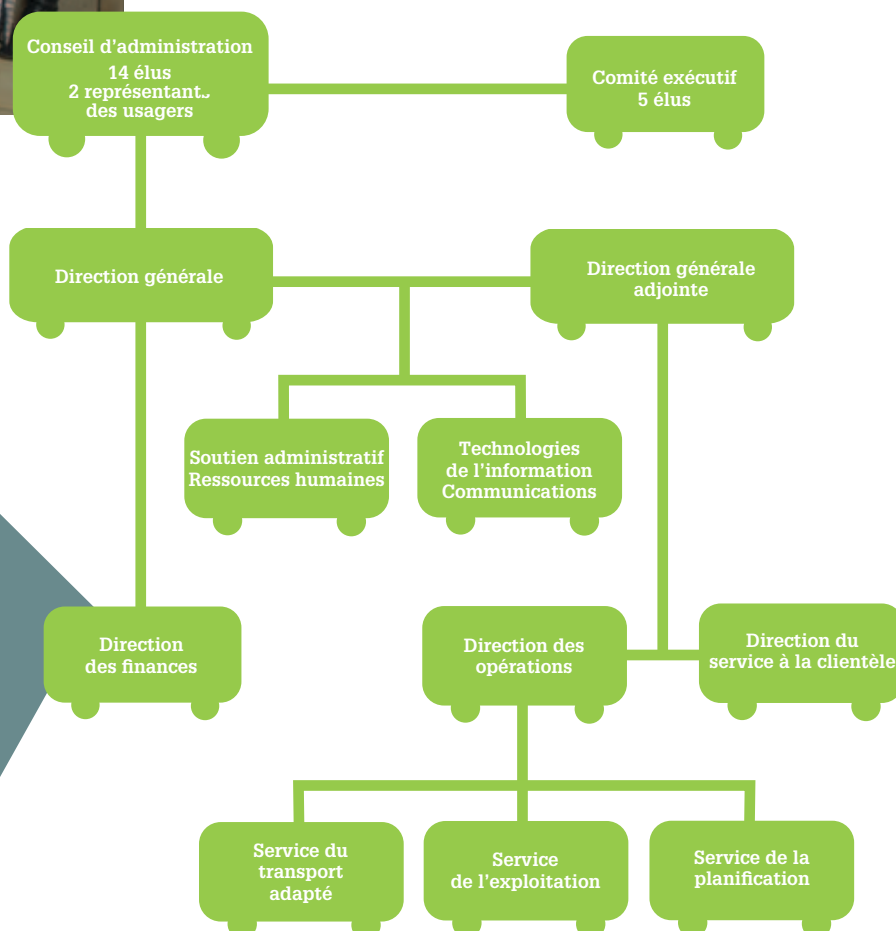 Conseil d'administration
14 élus
2 représentants
des usagers
Comité exécutif
5 élus
Direction générale
Direction générale
adjointe
Soutien administratif
Ressources humaines
Technologies
de l'information
Communications
Direction
des finances
Direction des
opérations
Direction du
service à la clientèle
Service du
transport
adapté
Service
de l'exploitation
Service de la
planification